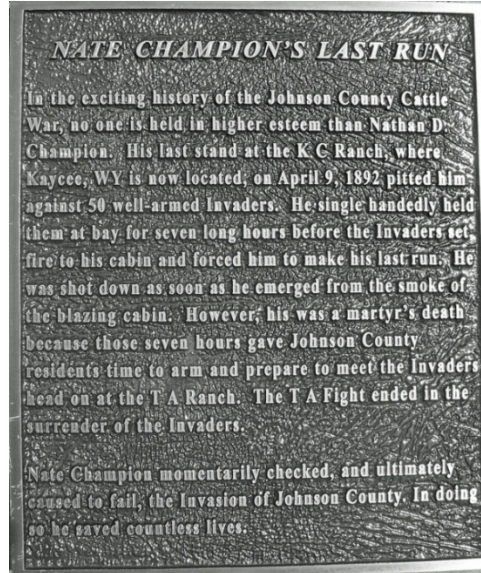 NATE CHAMPION'S LAST RUN
In the exciting history of the Johnson County Cattle
War, no one is held in higher esteem than Nathan D.
Champion. His last stand at the K C Ranch, where
Kaycee, WY is now located, on April 9, 1892 pitted him
against 50 well-armed Invaders. He single handedly held
them at bay for seven long hours before the Invaders set
fire to his cabin and forced him to make his last run. He
was shot down as soon as he emerged from the smoke of
the blazing cabin. However, his was a martyr's death
because those seven hours gave Johnson County
residents time to arm and prepare to meet the Invaders
head on at the T A Ranch. The T A Fight ended in the
surrender of the Invaders.
Nate Champion momentarily checked, and ultimately
caused to fail, the Invasion of Johnson County. In doing
so he saved countless lives.